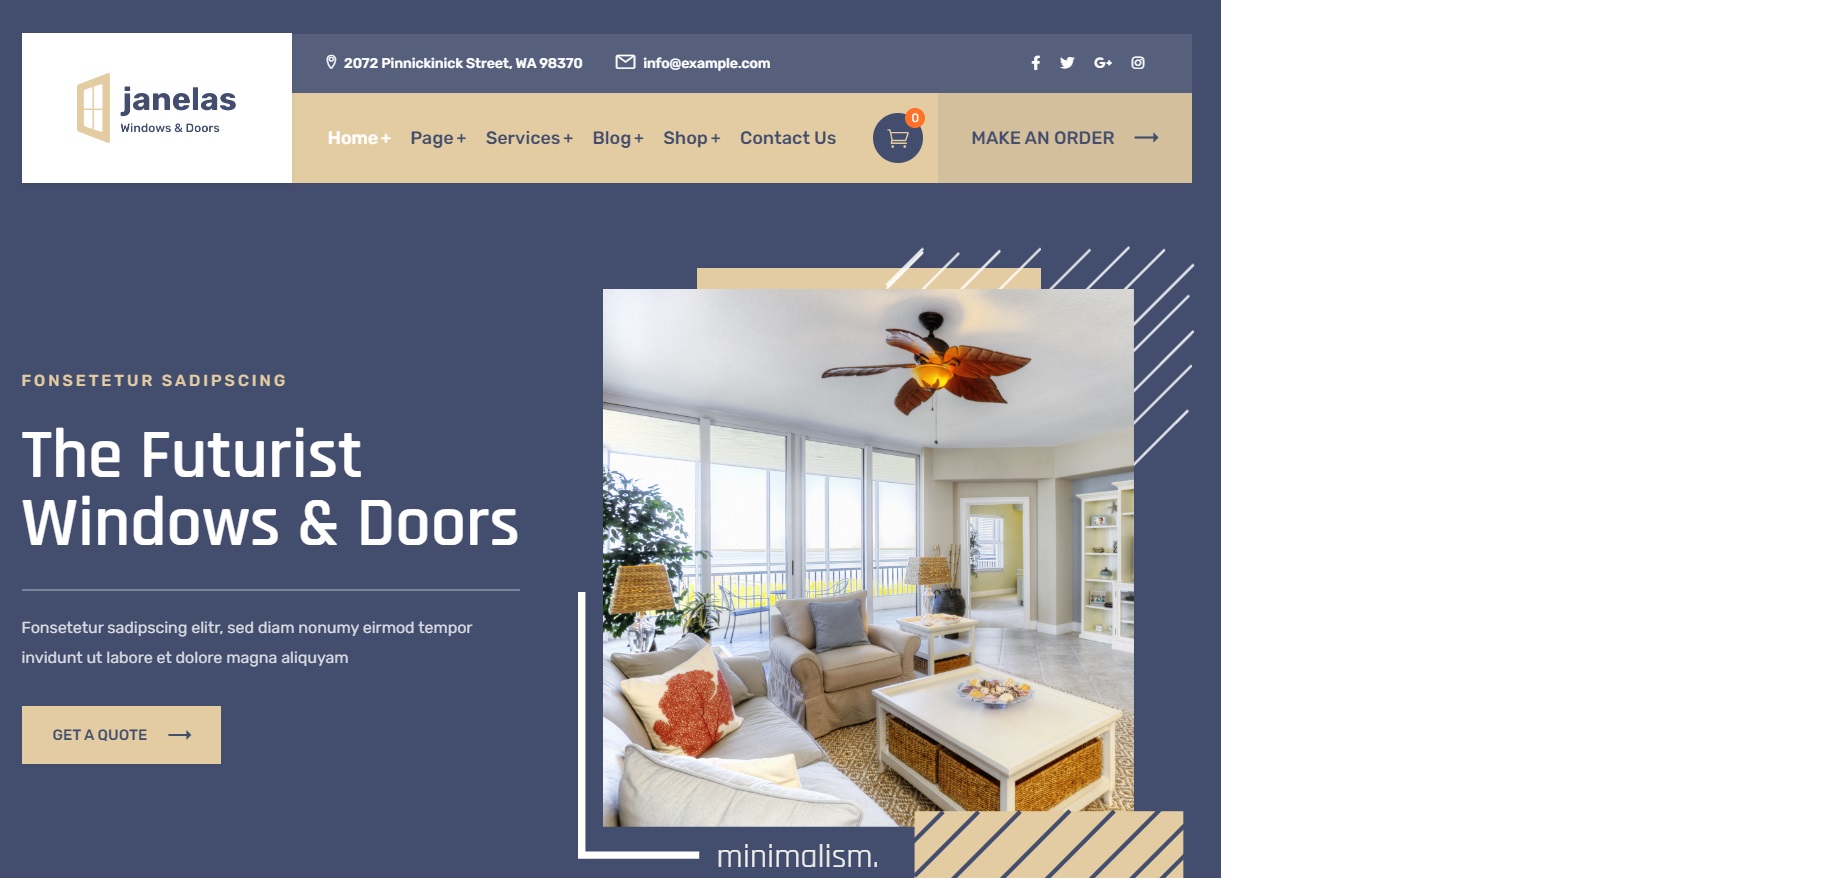 janelas
Windows & Doors
2072 Pinnickinick Street, WA 98370
info@example.com
Home+
Page+
Services+
Blog+
Shop+
Contact Us
0
MAKE AN ORDER
FONSETETUR SADIPSCING
The Futurist
Windows & Doors
Fonsetetur sadipscing elitr, sed diam nonumy eirmod tempor
invidunt ut labore et dolore magna aliquyam
GET A QUOTE
minimalism.